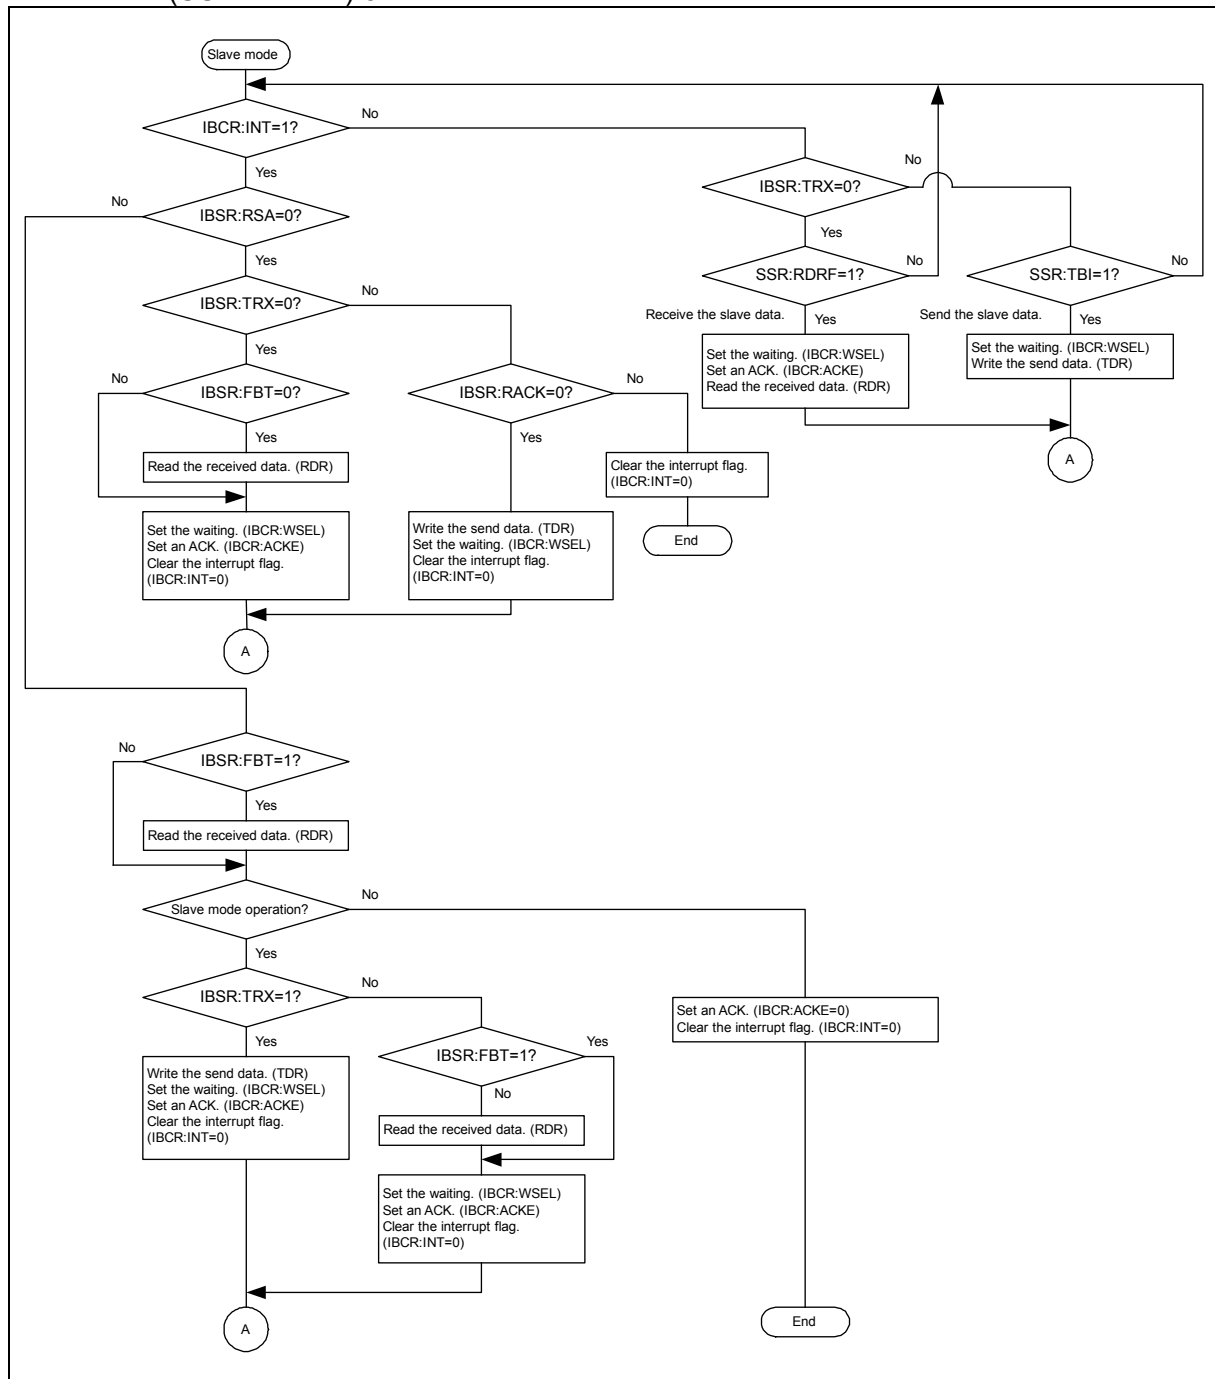 Slave mode
IBCR:INT=1?
No
Yes
IBSR:TRX=0?
No
Yes
No
IBSR:RSA=0?
Yes
SSR:RDRF=1?
No
SSR:TBI=1?
No
IBSR:TRX=0?
No
Yes
Receive the slave data.
Yes
Send the slave data.
Yes
Set the waiting. (IBCR:WSEL)
Set an ACK. (IBCR:ACKE)
Read the received data. (RDR)
Set the waiting. (IBCR:WSEL)
Write the send data. (TDR)
A
No
IBSR:FBT=0?
Yes
IBSR:RACK=0?
No
Yes
Read the received data. (RDR)
Clear the interrupt flag.
(IBCR:INT=0)
End
Set the waiting. (IBCR:WSEL)
Set an ACK. (IBCR:ACKE)
Clear the interrupt flag.
(IBCR:INT=0)
Write the send data. (TDR)
Set the waiting. (IBCR:WSEL)
Clear the interrupt flag.
(IBCR:INT=0)
A
No
IBSR:FBT=1?
Yes
Read the received data. (RDR)
Slave mode operation?
No
Yes
IBSR:TRX=1?
No
Yes
Set an ACK. (IBCR:ACKE=0)
Clear the interrupt flag. (IBCR:INT=0)
IBSR:FBT=1?
Yes
No
Write the send data. (TDR)
Set the waiting. (IBCR:WSEL)
Set an ACK. (IBCR:ACKE)
Clear the interrupt flag.
(IBCR:INT=0)
Read the received data. (RDR)
Set the waiting. (IBCR:WSEL)
Set an ACK. (IBCR:ACKE)
Clear the interrupt flag.
(IBCR:INT=0)
A
End